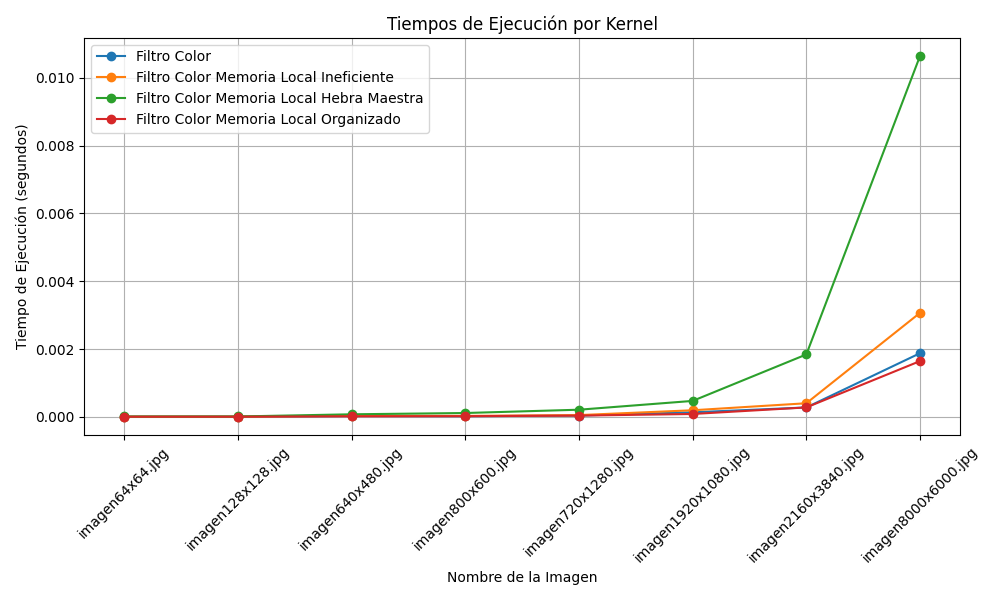 Tiempos de Ejecución por Kernel
Filtro Color
Filtro Color Memoria Local Ineficiente
Filtro Color Memoria Local Hebra Maestra
Filtro Color Memoria Local Organizado
Tiempo de Ejecución (segundos)
0.010
0.008
0.006
0.004
0.002
0.000
imagen64x64.jpg
imagen128x128.jpg
imagen640x480.jpg
imagen800x600.jpg
imagen720x1280.jpg
imagen1920x1080.jpg
imagen2160x3840.jpg
imagen8000x6000.jpg
Nombre de la Imagen